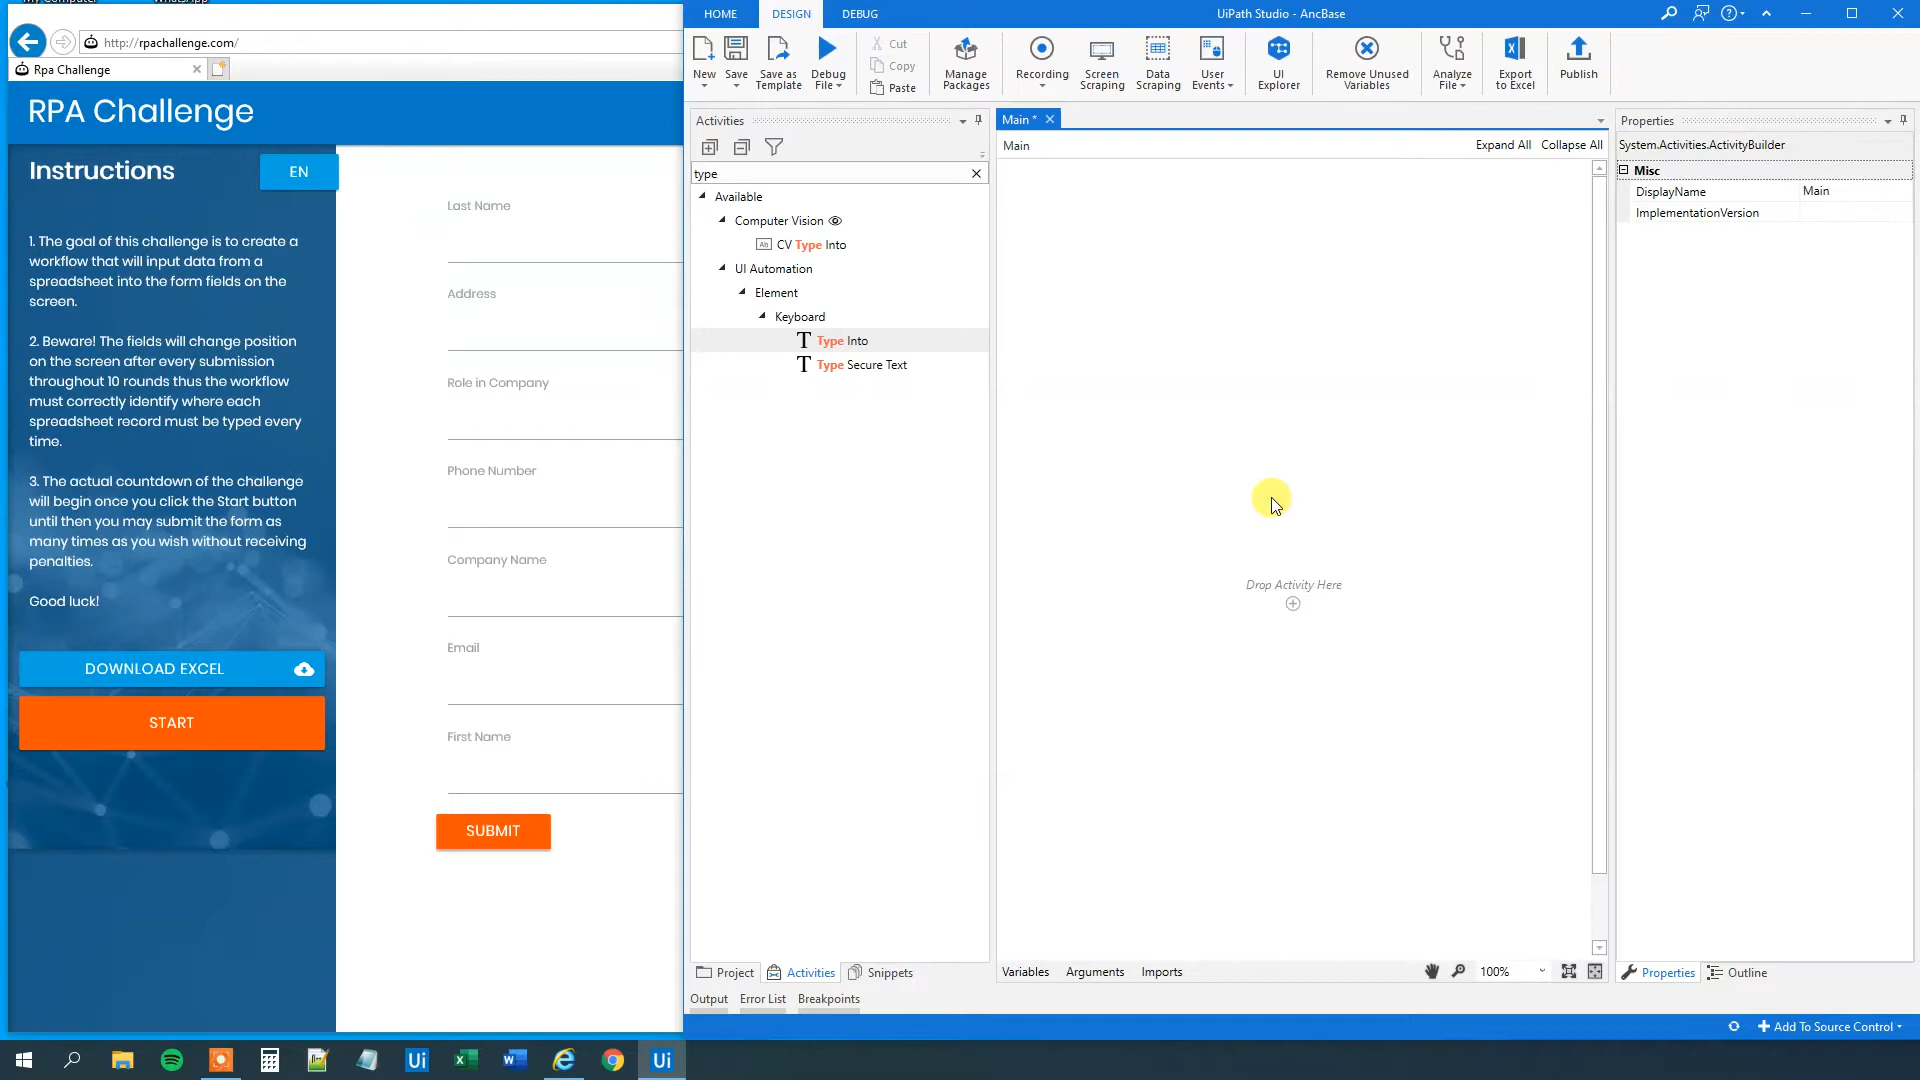 My Computer
WhatsApp
http://rpachallenge.com/
Rpa Challenge
RPA Challenge
Instructions
EN
1. The goal of this challenge is to create a
workflow that will input data from a
spreadsheet into the form fields on the
screen.
2. Beware! The fields will change position
on the screen after every submission
throughout 10 rounds thus the workflow
must correctly identify where each
spreadsheet record must be typed every
time.
3. The actual countdown of the challenge
will begin once you click the Start button
until then you may submit the form as
many times as you wish without receiving
penalties.
Good luck!
DOWNLOAD EXCEL
START
Last Name
Address
Role in Company
Phone Number
Company Name
Email
First Name
SUBMIT
HOME DESIGN DEBUG
UiPath Studio - AncBase
New
Save
Save as
Template
Debug
File
Cut
Copy
Paste
Manage
Packages
Recording
Screen
Scraping
Data
Scraping
User
Events
UI
Explorer
Remove Unused
Variables
Analyze
File
Export
to Excel
Publish
Activities
type
Available
Computer Vision
CV Type Into
UI Automation
Element
Keyboard
Type Into
Type Secure Text
Main *
Main
Expand All Collapse All
Drop Activity Here
Properties
System.Activities.ActivityBuilder
Misc
DisplayName Main
ImplementationVersion
Project Activities Snippets
Variables Arguments Imports
100%
Properties Outline
Output Error List Breakpoints
Add To Source Control